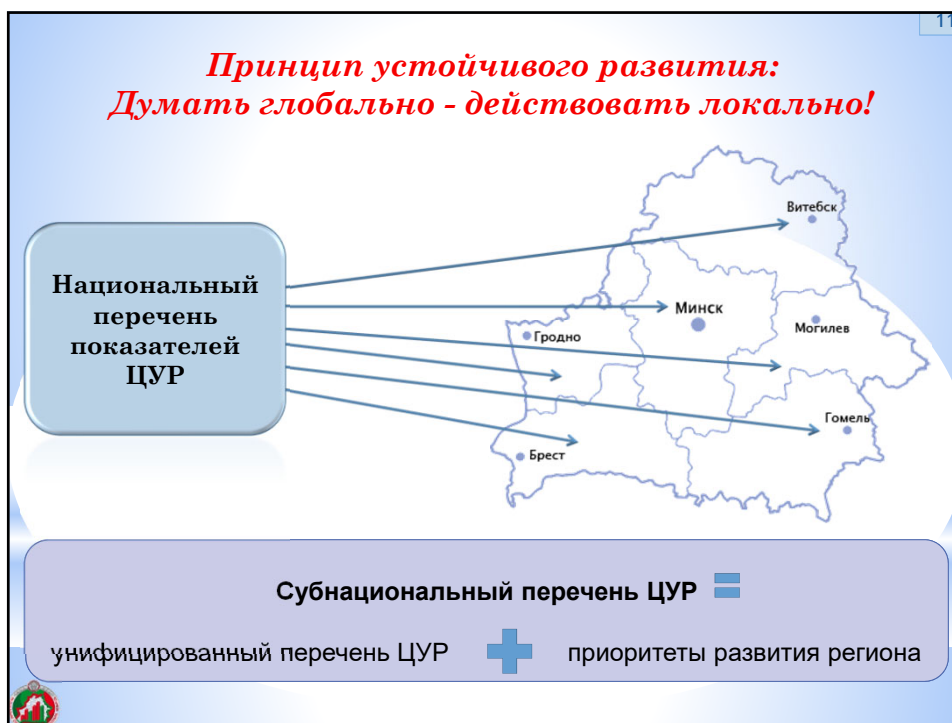 11
Принцип устойчивого развития:
Думать глобально - действовать локально!
Национальный
перечень
показателей
ЦУР
Витебск
Минск
Могилев
Гродно
Гомель
Брест
Субнациональный перечень ЦУР =
унифицированный перечень ЦУР + приоритеты развития региона